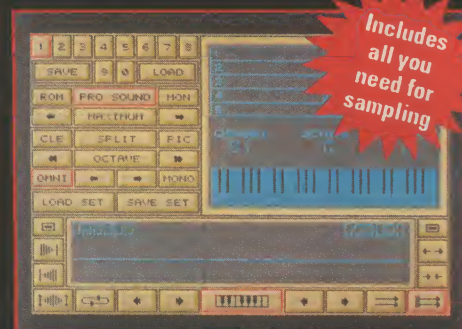 1 2 3 4 5 6 7 8
SAVE 9 0 LOAD
ROM PRO SOUND MON
MAXIMUM
CLE SPLIT PIC
OCTAVE
OMNI MONO
LOAD SET SAVE SET
Includes
all you
need for
sampling